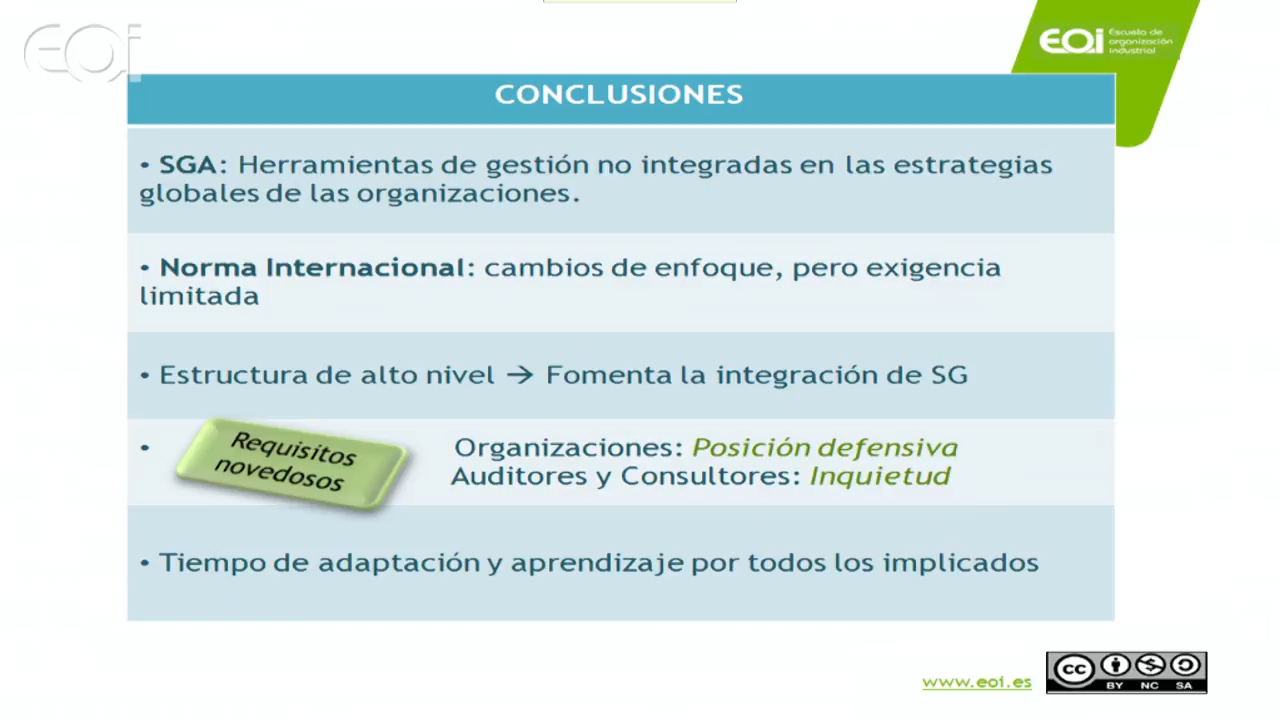 EOi
EOi Escuela de
organización
industrial
CONCLUSIONES
• SGA: Herramientas de gestión no integradas en las estrategias
globales de las organizaciones.
• Norma Internacional: cambios de enfoque, pero exigencia
limitada
• Estructura de alto nivel → Fomenta la integración de SG
• Requisitos
novedosos
Organizaciones: Posición defensiva
Auditores y Consultores: Inquietud
• Tiempo de adaptación y aprendizaje por todos los implicados
www.eoi.es
cc
BY NC SA